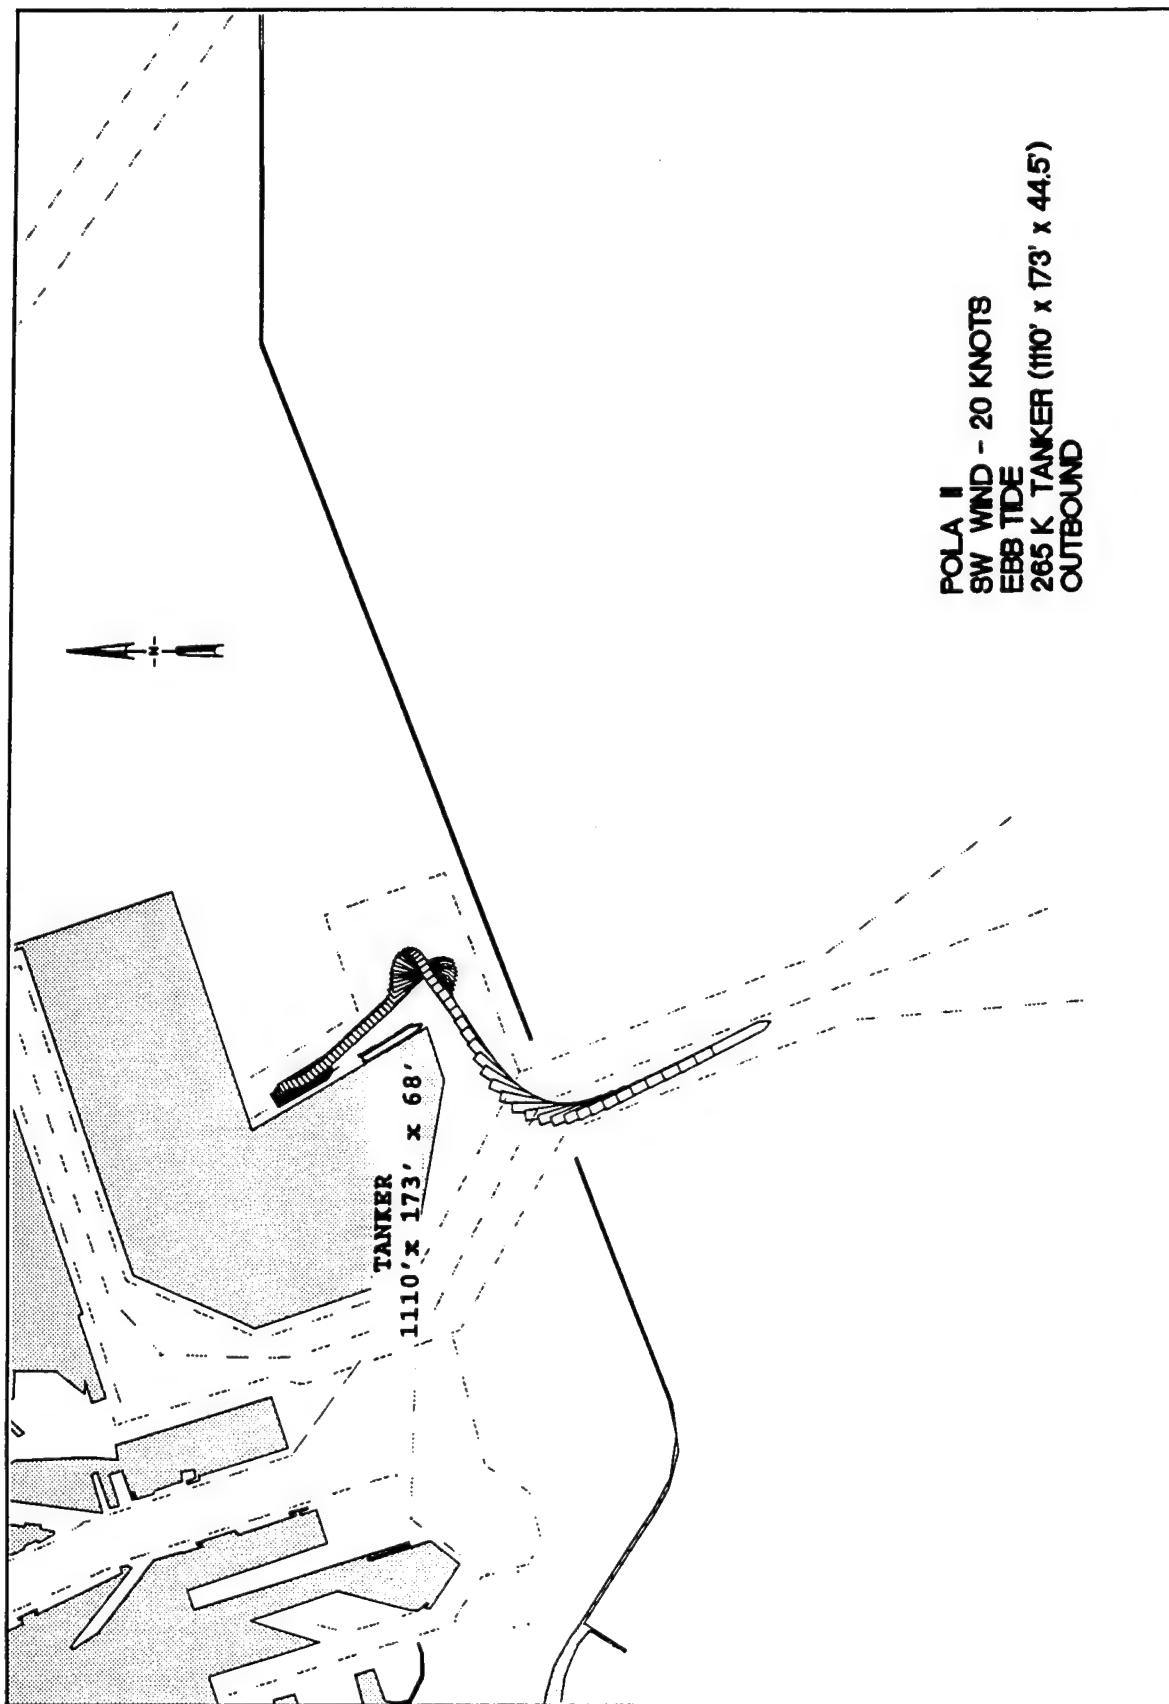 N
TANKER
1110'x 173' x 68'
POLA II
SW WIND - 20 KNOTS
EBB TIDE
265 K TANKER (1110' x 173' x 44.5')
OUTBOUND